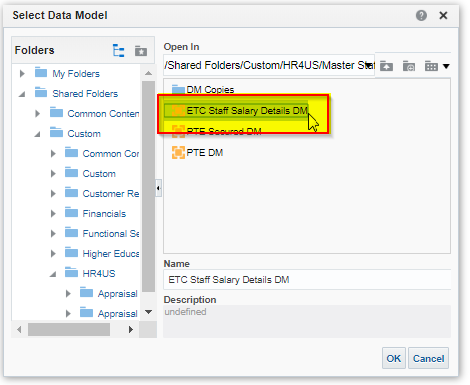 Select Data Model
Folders
My Folders
Shared Folders
Common Conten
Custom
Common Cor
Custom
Customer Re
Financials
Functional Se
Higher Educa
HR4US
Appraisal
Appraisal
Open In
/Shared Folders/Custom/HR4US/Master Staf
DM Copies
ETC Staff Salary Details DM
PTE Secured DM
PTE DM
Name
ETC Staff Salary Details DM
Description
undefined
OK
Cancel